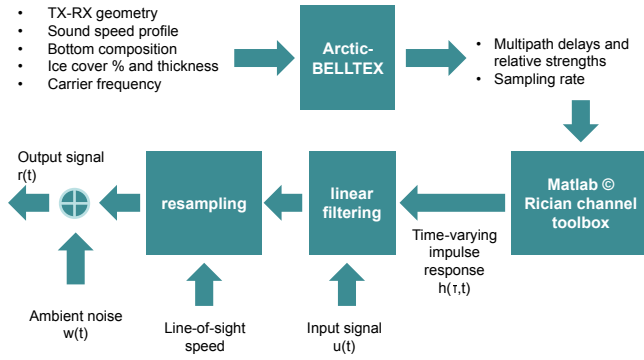 • TX-RX geometry
• Sound speed profile
• Bottom composition
• Ice cover % and thickness
• Carrier frequency
Arctic-
BELLTEX
• Multipath delays and
relative strengths
• Sampling rate
Matlab ©
Rician channel
toolbox
Time-varying
impulse
response
h(τ,t)
linear
filtering
Input signal
u(t)
resampling
Line-of-sight
speed
Output signal
r(t)
Ambient noise
w(t)